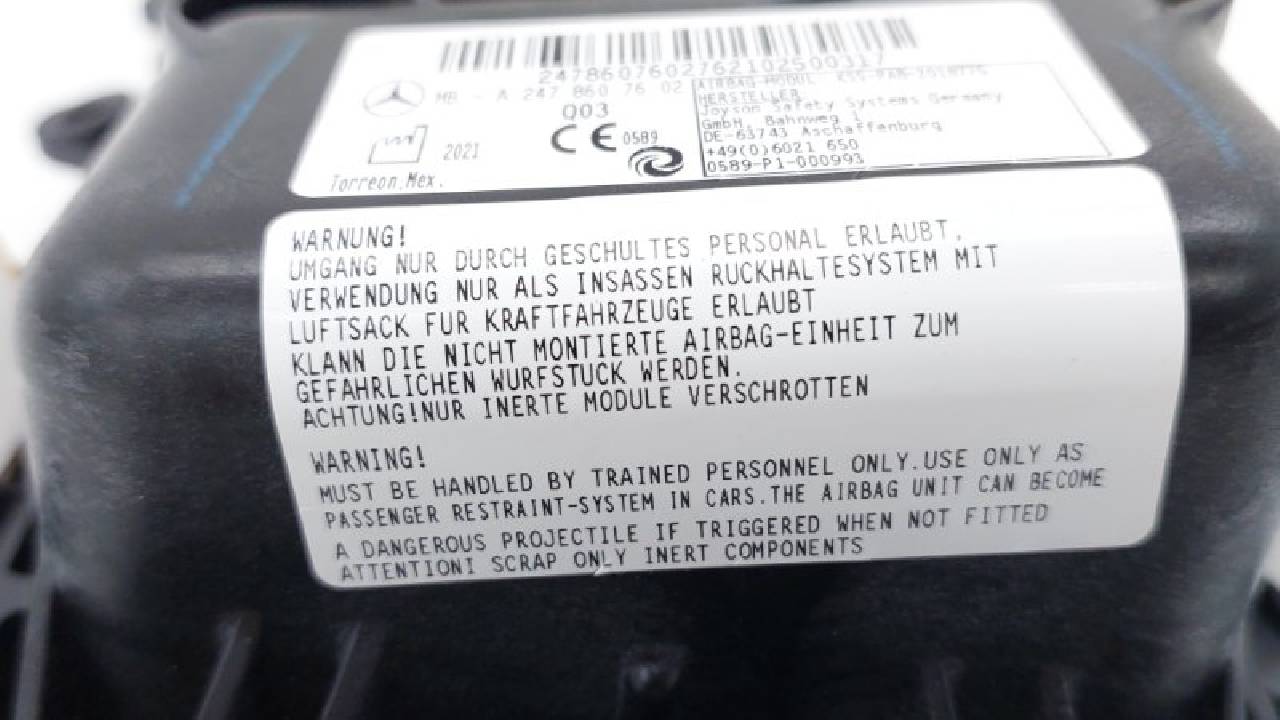 24786076027621025003​17
MB - A 247 860 76 02
Q03
CE 0589
2021
Torreon,Mex.
AIRBAG-MODUL
HERSTELLER
Joyson Safety Systems Germany
GmbH, Bahnweg 1
DE-63743 Aschaffenburg
+49(0)6021 650
0589-P1-000993
WARNUNG!
UMGANG NUR DURCH GESCHULTES PERSONAL ERLAUBT.
VERWENDUNG NUR ALS INSASSEN RUCKHALTESYSTEM MIT
LUFTSACK FUR KRAFTFAHRZEUGE ERLAUBT
KLANN DIE NICHT MONTIERTE AIRBAG-EINHEIT ZUM
GEFAHRLICHEN WURFSTUCK WERDEN.
ACHTUNG!NUR INERTE MODULE VERSCHROTTEN
WARNING!
MUST BE HANDLED BY TRAINED PERSONNEL ONLY.USE ONLY AS
PASSENGER RESTRAINT-SYSTEM IN CARS.THE AIRBAG UNIT CAN BECOME
A DANGEROUS PROJECTILE IF TRIGGERED WHEN NOT FITTED
ATTENTIONI SCRAP ONLY INERT COMPONENTS